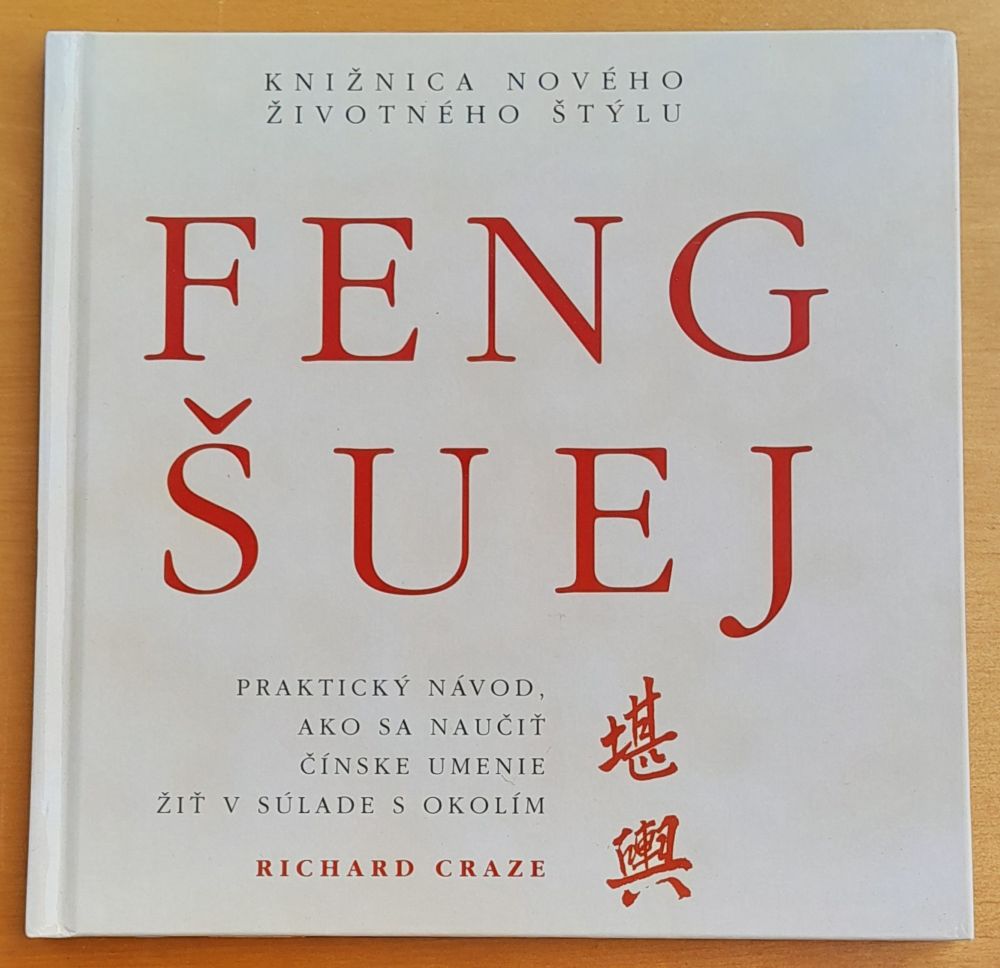 KNIŽNICA NOVÉHO
ŽIVOTNÉHO ŠTÝLU
FENG
ŠUEJ
PRAKTICKÝ NÁVOD,
AKO SA NAUČIŤ
ČÍNSKE UMENIE
ŽIŤ V SÚLADE S OKOLÍM
RICHARD CRAZE
堪
輿